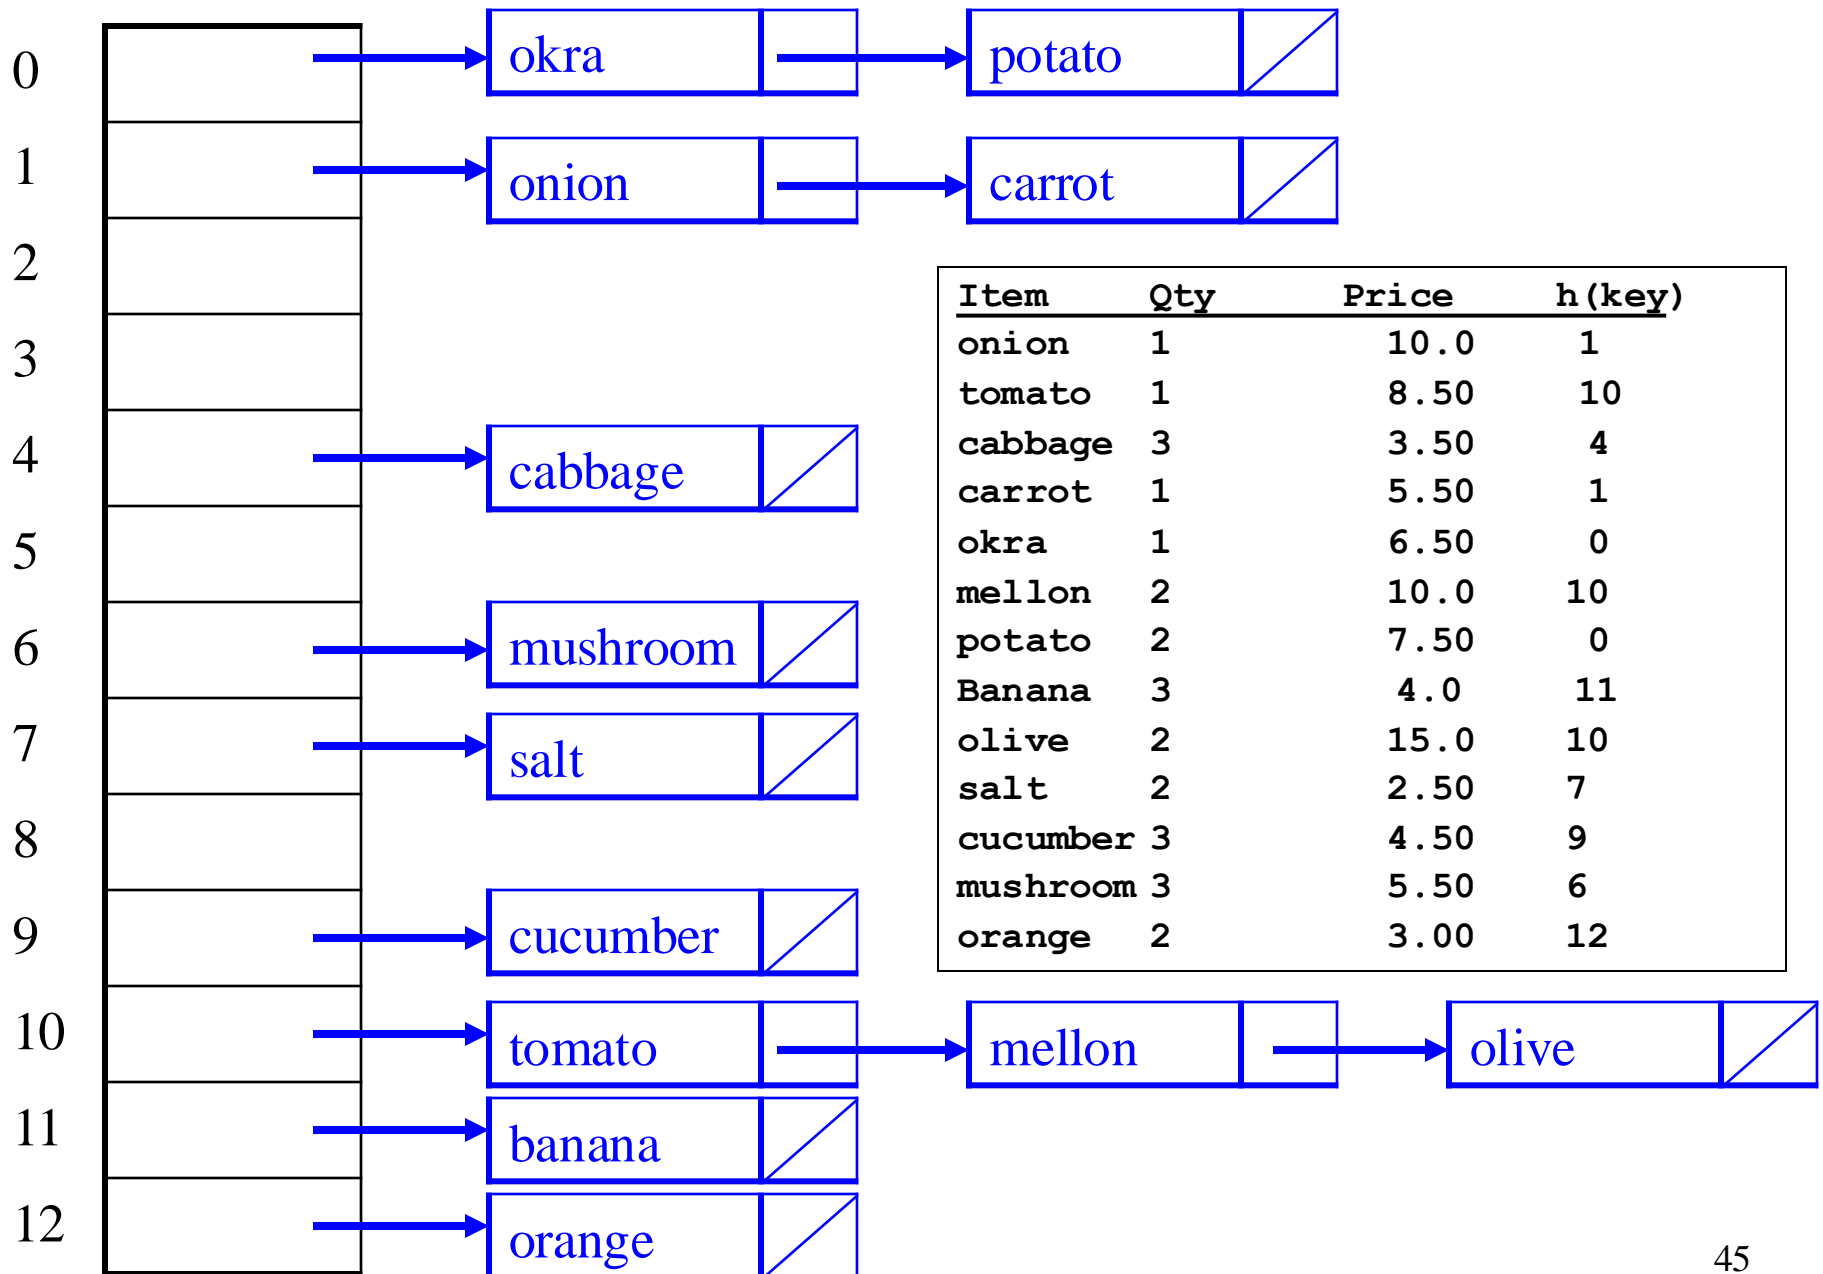 0 okra potato
1 onion carrot
2
3
4 cabbage
5
6 mushroom
7 salt
8
9 cucumber
10 tomato mellon olive
11 banana
12 orange
Item Qty Price h(key)
onion 1 10.0 1
tomato 1 8.50 10
cabbage 3 3.50 4
carrot 1 5.50 1
okra 1 6.50 0
mellon 2 10.0 10
potato 2 7.50 0
Banana 3 4.0 11
olive 2 15.0 10
salt 2 2.50 7
cucumber 3 4.50 9
mushroom 3 5.50 6
orange 2 3.00 12
45